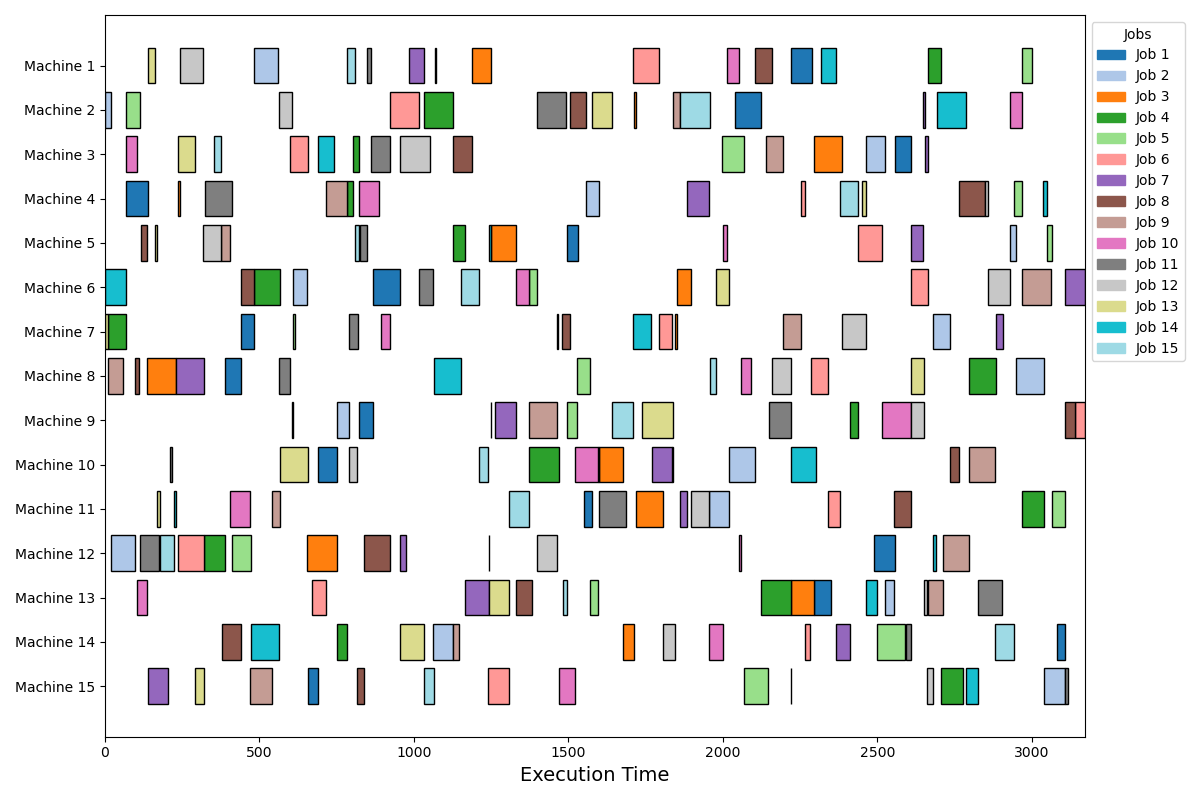 Machine 1
Machine 2
Machine 3
Machine 4
Machine 5
Machine 6
Machine 7
Machine 8
Machine 9
Machine 10
Machine 11
Machine 12
Machine 13
Machine 14
Machine 15
0 500 1000 1500 2000 2500 3000
Execution Time
Jobs
Job 1
Job 2
Job 3
Job 4
Job 5
Job 6
Job 7
Job 8
Job 9
Job 10
Job 11
Job 12
Job 13
Job 14
Job 15